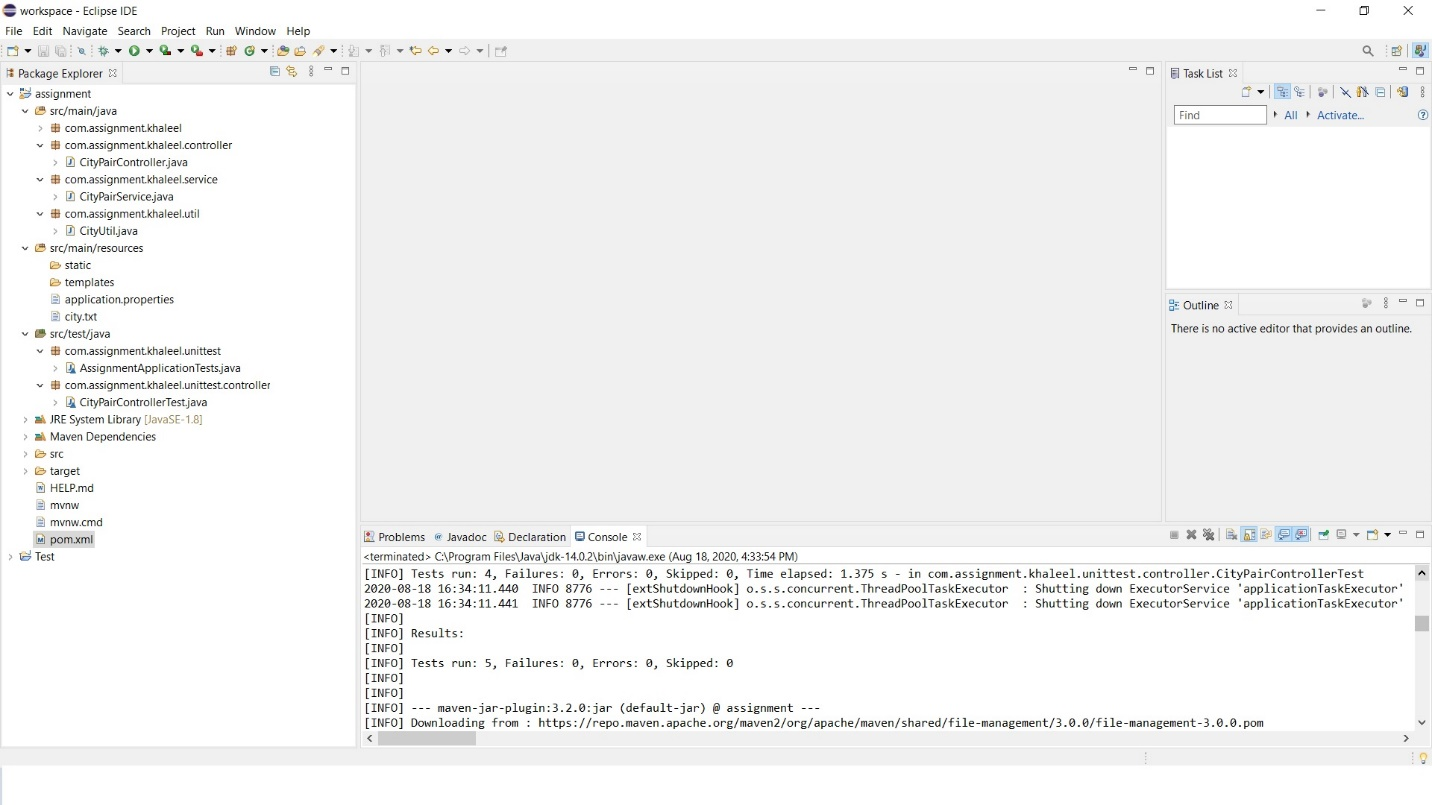 workspace - Eclipse IDE
File Edit Navigate Search Project Run Window Help
Package Explorer
assignment
src/main/java
com.assignment.khaleel
com.assignment.khaleel.controller
CityPairController.java
com.assignment.khaleel.service
CityPairService.java
com.assignment.khaleel.util
CityUtil.java
src/main/resources
static
templates
application.properties
city.txt
src/test/java
com.assignment.khaleel.unittest
AssignmentApplicationTests.java
com.assignment.khaleel.unittest.controller
CityPairControllerTest.java
JRE System Library [JavaSE-1.8]
Maven Dependencies
src
target
HELP.md
mvnw
mvnw.cmd
pom.xml
Test
Task List
Find All Activate...
Outline
There is no active editor that provides an outline.
Problems Javadoc Declaration Console
<terminated> C:\Program Files\Java\jdk-14.0.2\bin\javaw.exe (Aug 18, 2020, 4:33:54 PM)
[INFO] Tests run: 4, Failures: 0, Errors: 0, Skipped: 0, Time elapsed: 1.375 s - in com.assignment.khaleel.unittest.controller.CityPairControllerTest
2020-08-18 16:34:11.440 INFO 8776 --- [extShutdownHook] o.s.s.concurrent.ThreadPoolTaskExecutor : Shutting down ExecutorService 'applicationTaskExecutor'
2020-08-18 16:34:11.441 INFO 8776 --- [extShutdownHook] o.s.s.concurrent.ThreadPoolTaskExecutor : Shutting down ExecutorService 'applicationTaskExecutor'
[INFO]
[INFO] Results:
[INFO]
[INFO] Tests run: 5, Failures: 0, Errors: 0, Skipped: 0
[INFO]
[INFO]
[INFO] --- maven-jar-plugin:3.2.0:jar (default-jar) @ assignment ---
[INFO] Downloading from : https://repo.maven.apache.org/maven2/org/apache/maven/shared/file-management/3.0.0/file-management-3.0.0.pom